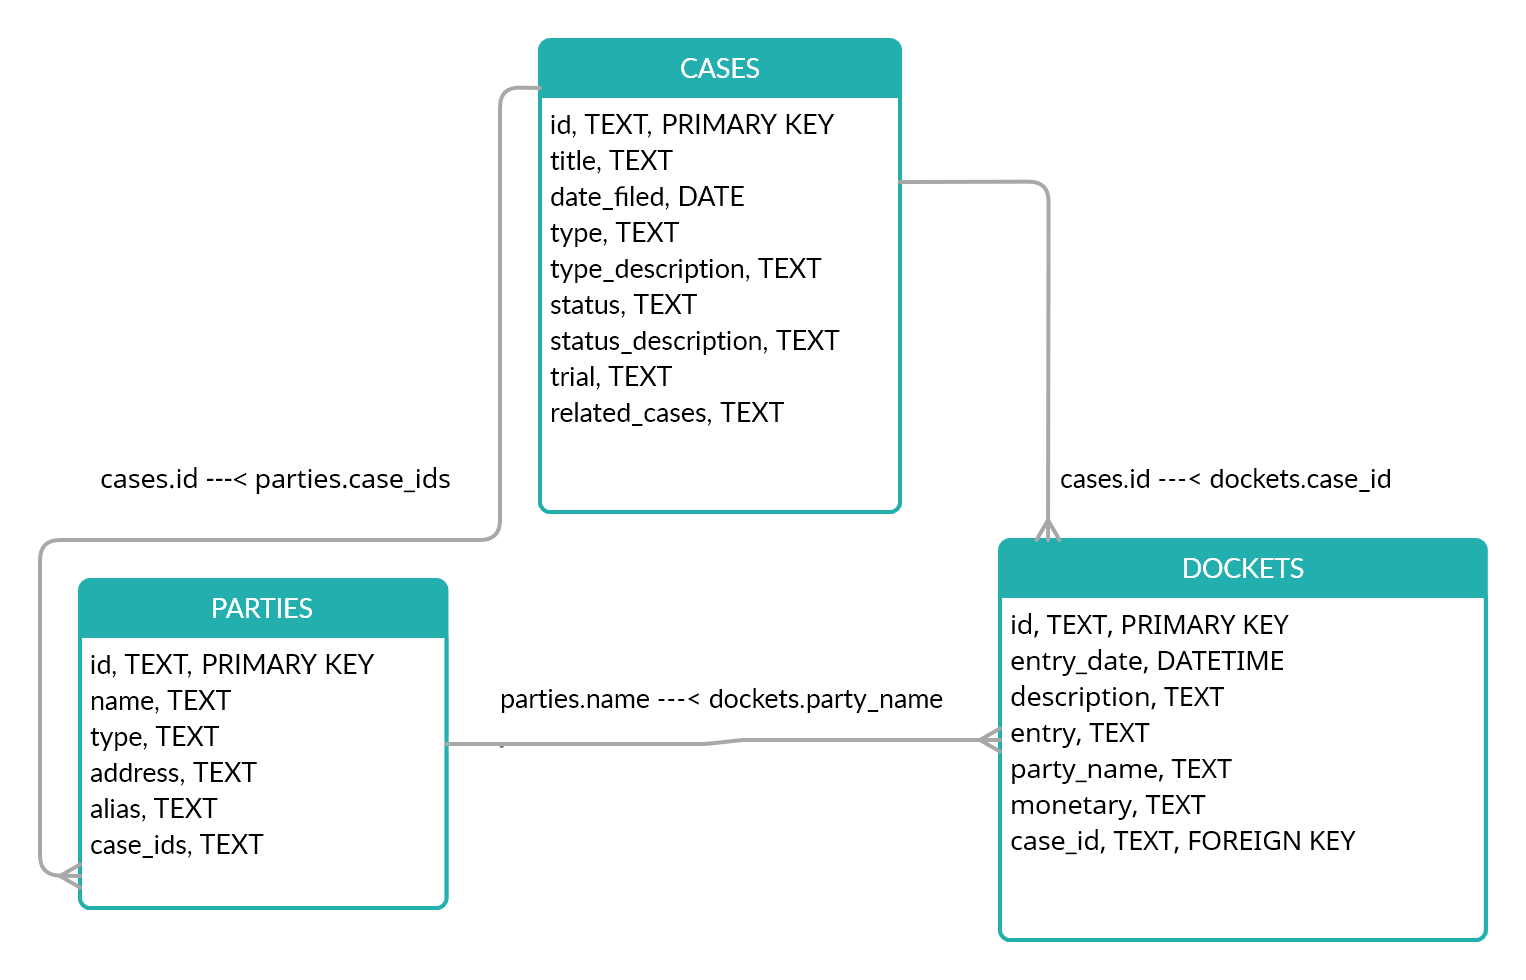 CASES
id, TEXT, PRIMARY KEY
title, TEXT
date_filed, DATE
type, TEXT
type_description, TEXT
status, TEXT
status_description, TEXT
trial, TEXT
related_cases, TEXT
cases.id ---< parties.case_ids
cases.id ---< dockets.case_id
PARTIES
id, TEXT, PRIMARY KEY
name, TEXT
type, TEXT
address, TEXT
alias, TEXT
case_ids, TEXT
parties.name ---< dockets.party_name
DOCKETS
id, TEXT, PRIMARY KEY
entry_date, DATETIME
description, TEXT
entry, TEXT
party_name, TEXT
monetary, TEXT
case_id, TEXT, FOREIGN KEY